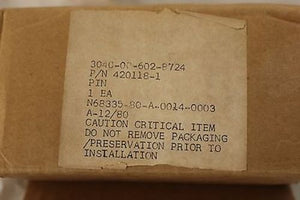 3040-00-602-8724
P/N 420118-1
PIN
1 EA
N68335-80-A-0014-0003
A-12/80
CAUTION CRITICAL ITEM
DO NOT REMOVE PACKAGING
/PRESERVATION PRIOR TO
INSTALLATION